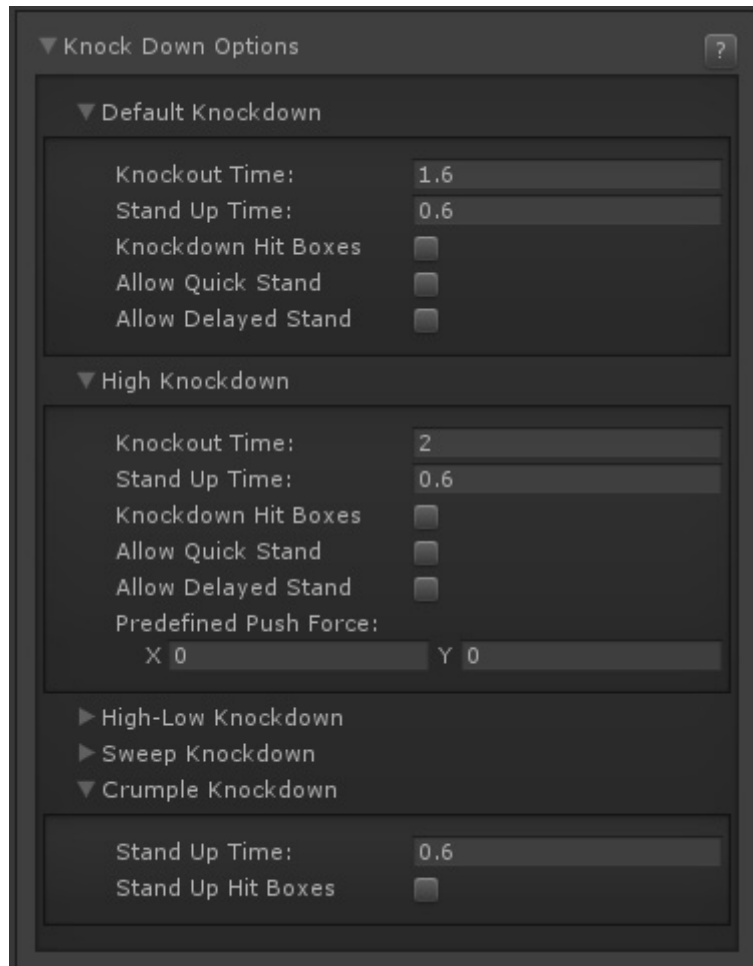 Knock Down Options ?
Default Knockdown
Knockout Time: 1.6
Stand Up Time: 0.6
Knockdown Hit Boxes
Allow Quick Stand
Allow Delayed Stand
High Knockdown
Knockout Time: 2
Stand Up Time: 0.6
Knockdown Hit Boxes
Allow Quick Stand
Allow Delayed Stand
Predefined Push Force:
X 0 Y 0
High-Low Knockdown
Sweep Knockdown
Crumple Knockdown
Stand Up Time: 0.6
Stand Up Hit Boxes